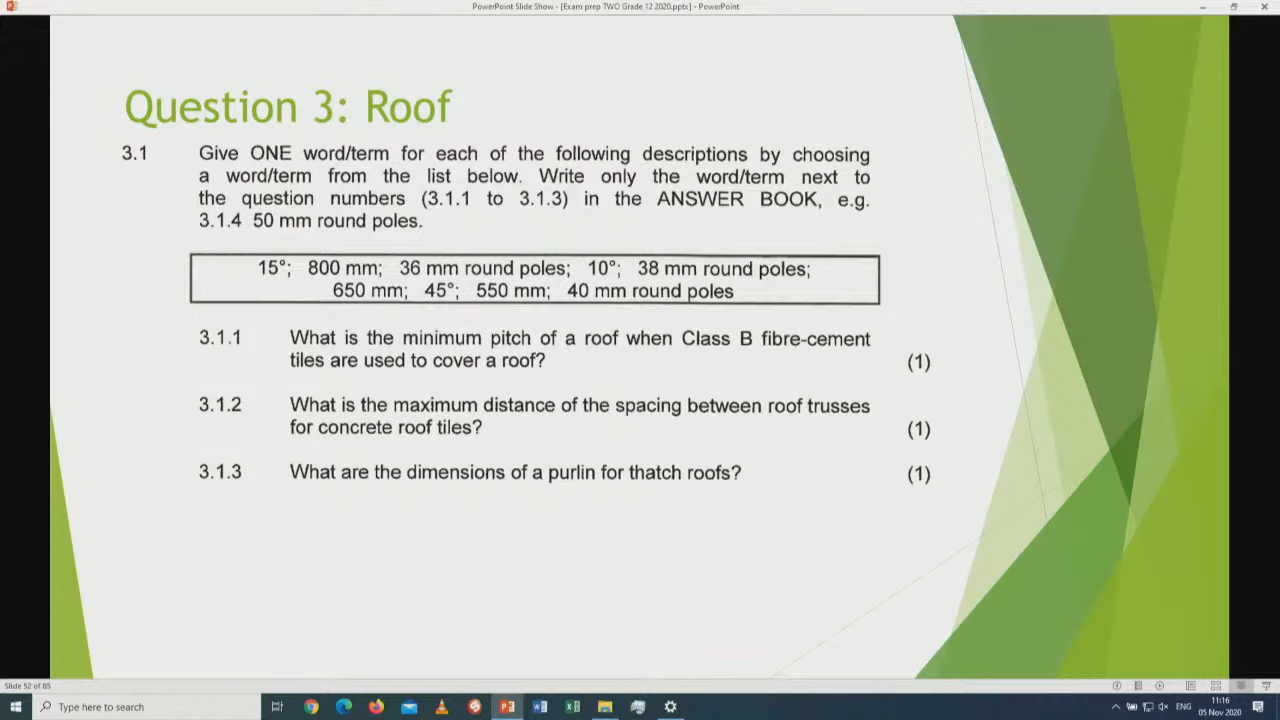 PowerPoint Slide Show - [Exam prep TWO Grade 12 2020.pptx] - PowerPoint
Question 3: Roof
3.1 Give ONE word/term for each of the following descriptions by choosing
a word/term from the list below. Write only the word/term next to
the question numbers (3.1.1 to 3.1.3) in the ANSWER BOOK, e.g.
3.1.4 50 mm round poles.
15°; 800 mm; 36 mm round poles; 10°; 38 mm round poles;
650 mm; 45°; 550 mm; 40 mm round poles
3.1.1 What is the minimum pitch of a roof when Class B fibre-cement
tiles are used to cover a roof? (1)
3.1.2 What is the maximum distance of the spacing between roof trusses
for concrete roof tiles? (1)
3.1.3 What are the dimensions of a purlin for thatch roofs? (1)
Slide 52 of 85
Type here to search
ENG
11:16
05 Nov 2020